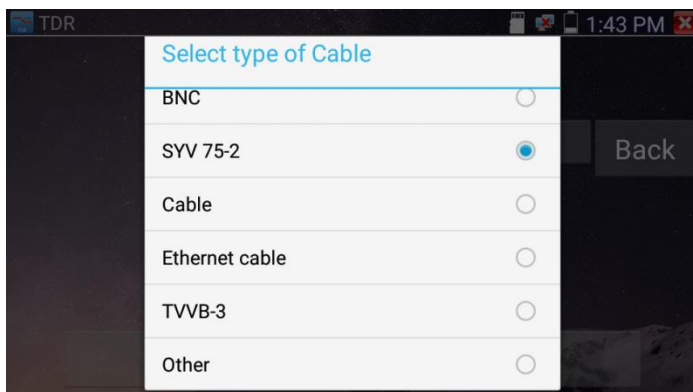 TDR
1:43 PM
Select type of Cable
BNC
SYV 75-2
Back
Cable
Ethernet cable
TVVB-3
Other